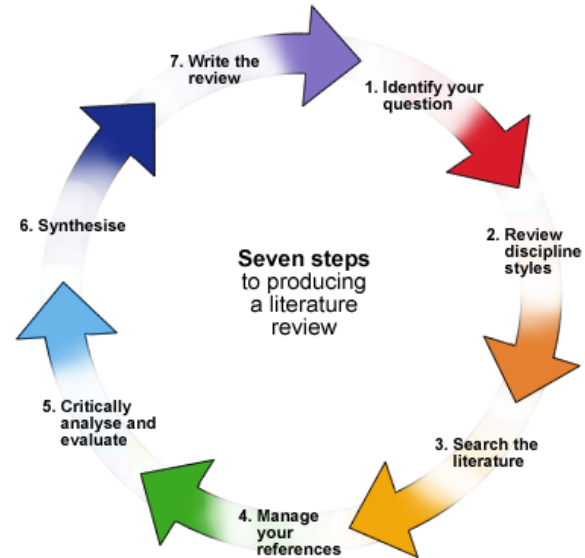 Seven steps
to producing
a literature
review
1. Identify your
question
2. Review
discipline
styles
3. Search the
literature
4. Manage
your
references
5. Critically
analyse and
evaluate
6. Synthesise
7. Write the
review